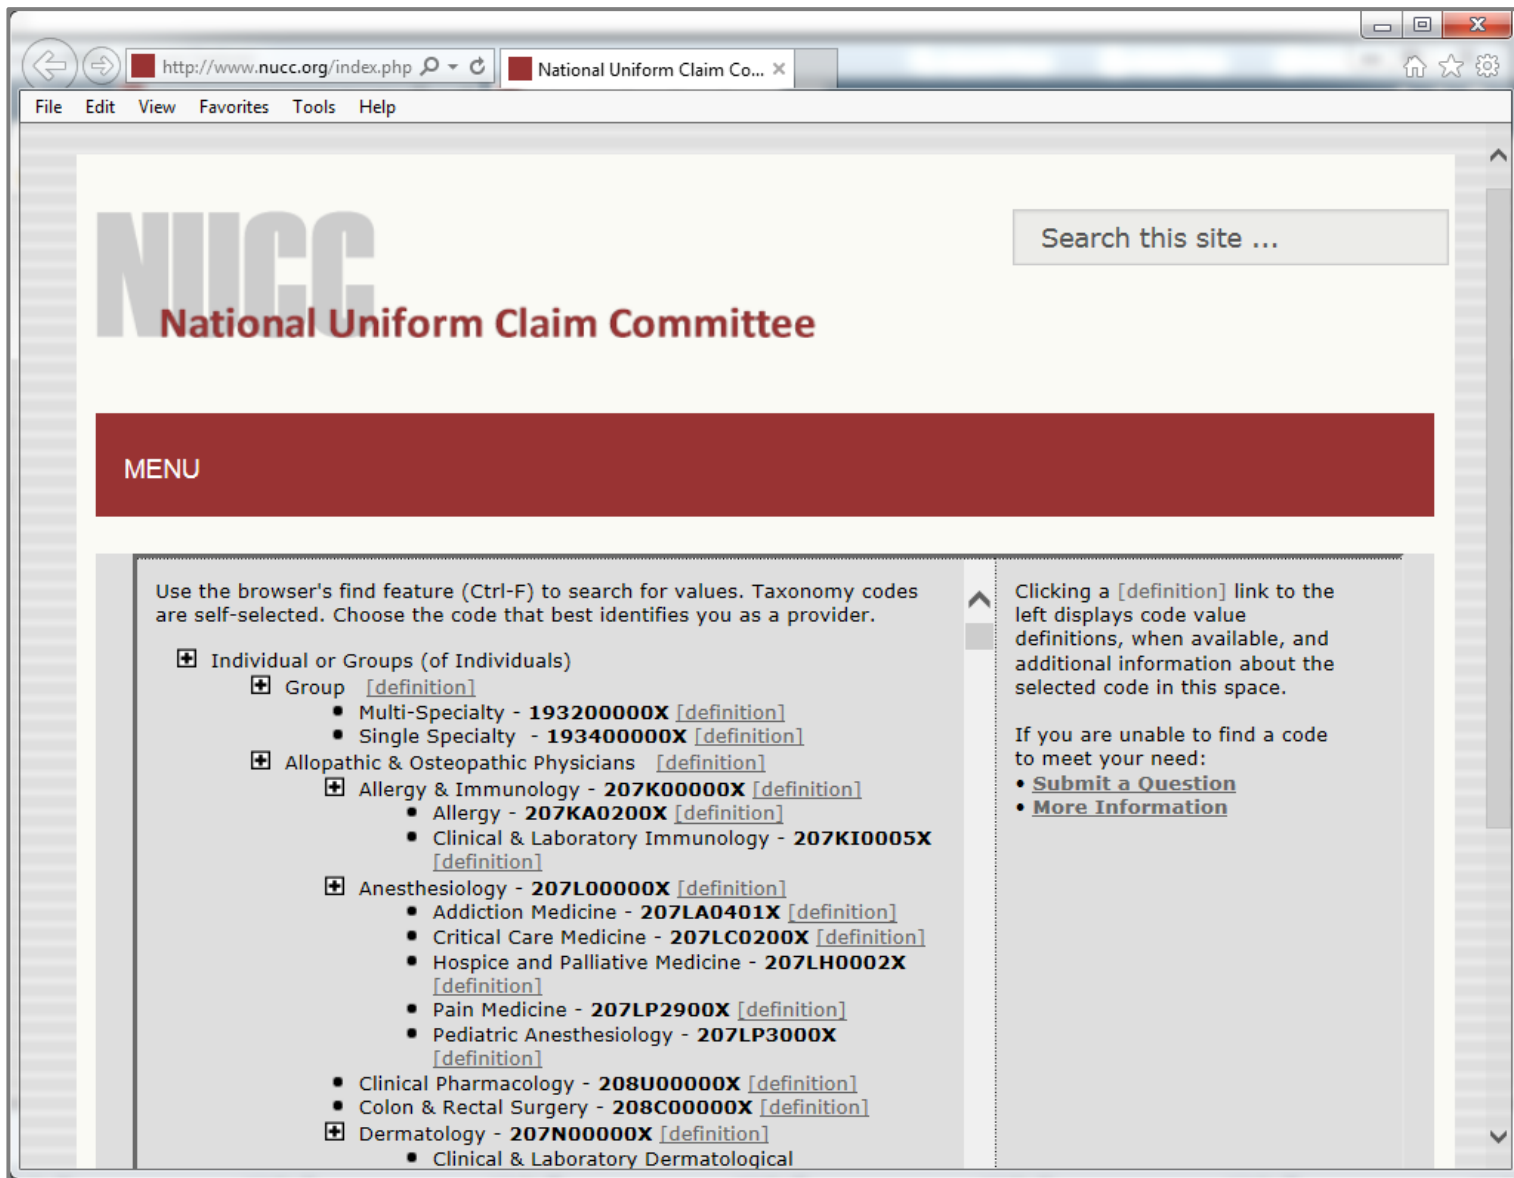 http://www.nucc.org/index.php
National Uniform Claim Co...
File Edit View Favorites Tools Help
NUCC
National Uniform Claim Committee
Search this site ...
MENU
Use the browser's find feature (Ctrl-F) to search for values. Taxonomy codes
are self-selected. Choose the code that best identifies you as a provider.
Individual or Groups (of Individuals)
Group [definition]
• Multi-Specialty - 193200000X [definition]
• Single Specialty - 193400000X [definition]
Allopathic & Osteopathic Physicians [definition]
Allergy & Immunology - 207K00000X [definition]
• Allergy - 207KA0200X [definition]
• Clinical & Laboratory Immunology - 207KI0005X
[definition]
Anesthesiology - 207L00000X [definition]
• Addiction Medicine - 207LA0401X [definition]
• Critical Care Medicine - 207LC0200X [definition]
• Hospice and Palliative Medicine - 207LH0002X
[definition]
• Pain Medicine - 207LP2900X [definition]
• Pediatric Anesthesiology - 207LP3000X
[definition]
• Clinical Pharmacology - 208U00000X [definition]
• Colon & Rectal Surgery - 208C00000X [definition]
Dermatology - 207N00000X [definition]
• Clinical & Laboratory Dermatological
Clicking a [definition] link to the
left displays code value
definitions, when available, and
additional information about the
selected code in this space.
If you are unable to find a code
to meet your need:
• Submit a Question
• More Information